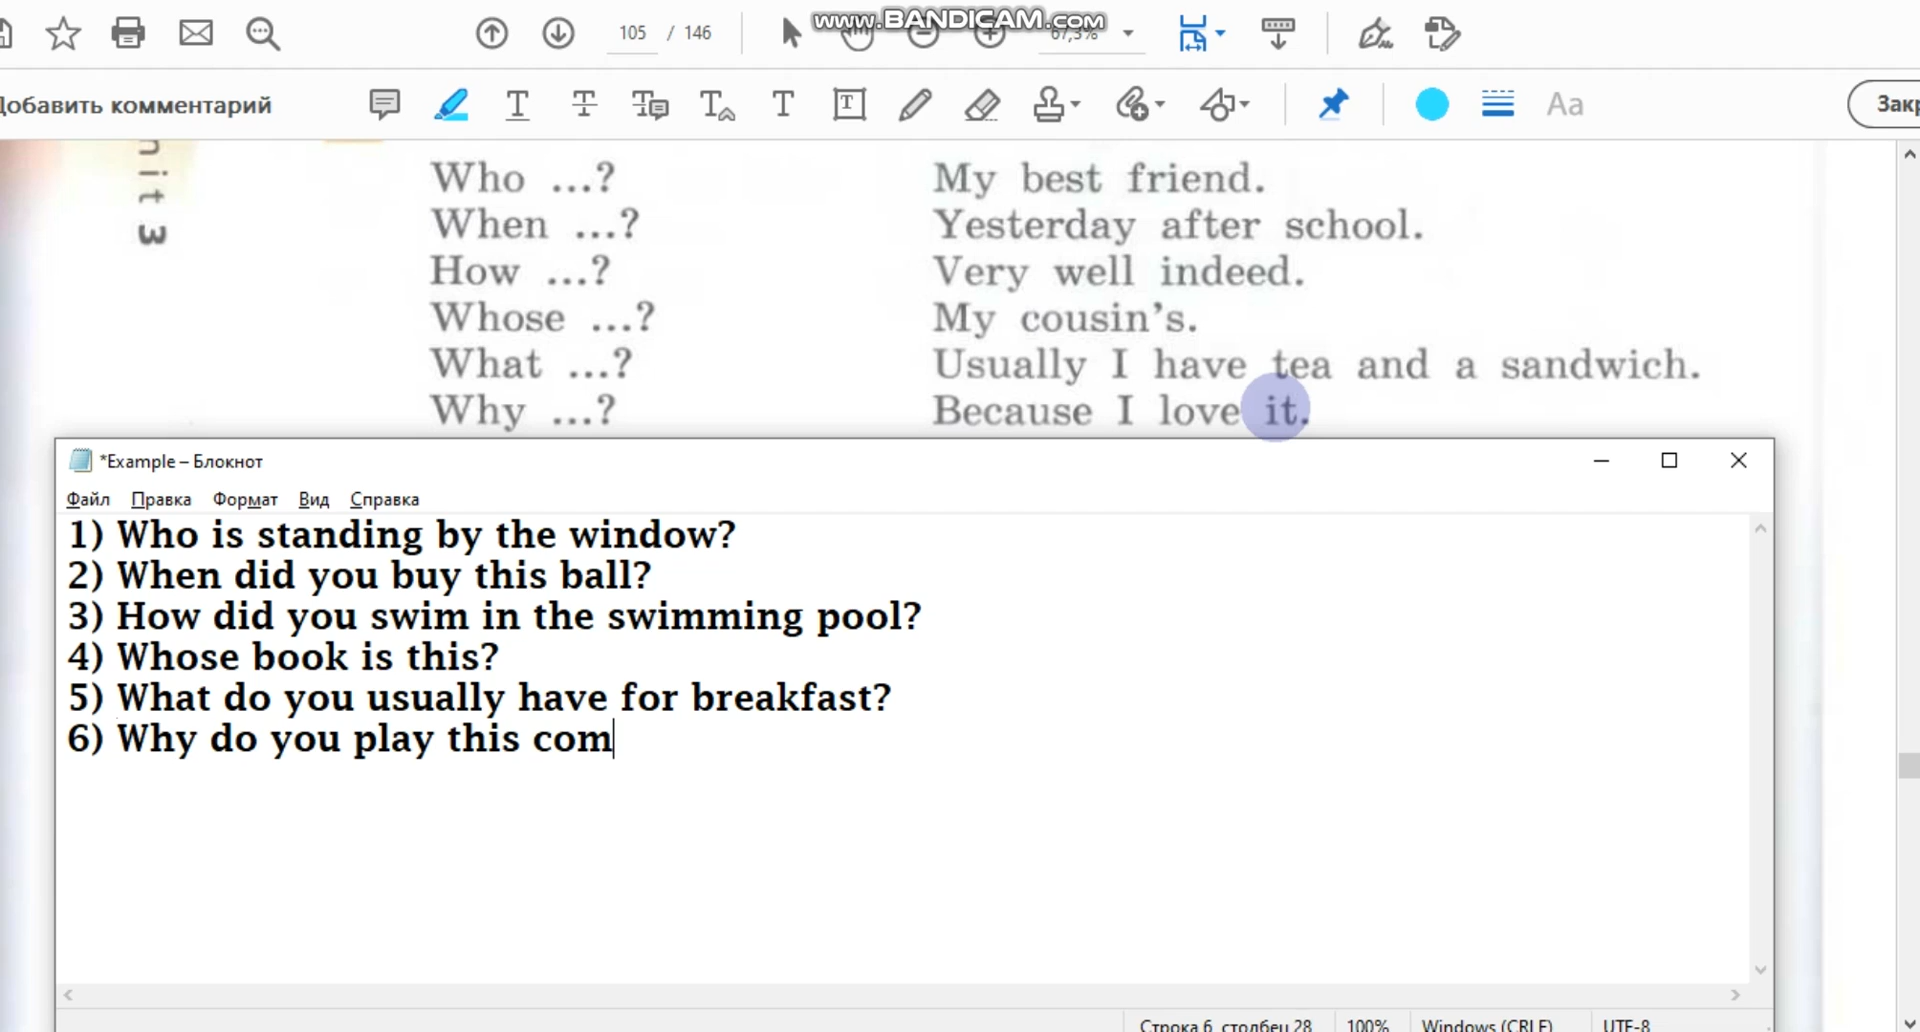 www.BANDICAM.com
105 / 146
67,3%
Добавить комментарий
Aa
nit 3
Who ...? My best friend.
When ...? Yesterday after school.
How ...? Very well indeed.
Whose ...? My cousin's.
What ...? Usually I have tea and a sandwich.
Why ...? Because I love it.
*Example – Блокнот
Файл Правка Формат Вид Справка
1) Who is standing by the window?
2) When did you buy this ball?
3) How did you swim in the swimming pool?
4) Whose book is this?
5) What do you usually have for breakfast?
6) Why do you play this com
Строка 6, столбец 28 100% Windows (CRLF) UTF-8